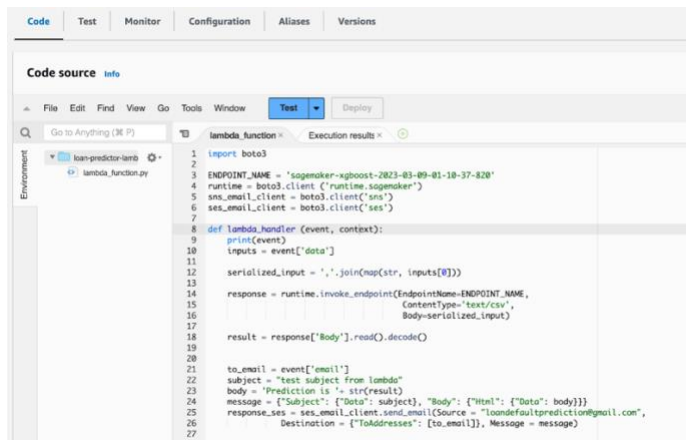 Code Test Monitor Configuration Aliases Versions
Code source Info
File Edit Find View Go Tools Window Test Deploy
Go to Anything (⌘ P) lambda_function × Execution results ×
Environment
loan-predictor-lamb
lambda_function.py
1 import boto3
2
3 ENDPOINT_NAME = 'sagemaker-xgboost-2023-03-09-01-10-37-820'
4 runtime = boto3.client ('runtime.sagemaker')
5 sns_email_client = boto3.client('sns')
6 ses_email_client = boto3.client('ses')
7
8 def lambda_handler (event, context):
9 print(event)
10 inputs = event['data']
11
12 serialized_input = ','.join(map(str, inputs[0]))
13
14 response = runtime.invoke_endpoint(EndpointName=ENDPOINT_NAME,
15 ContentType='text/csv',
16 Body=serialized_input)
17
18 result = response['Body'].read().decode()
19
20
21 to_email = event['email']
22 subject = "test subject from lambda"
23 body = 'Prediction is '+ str(result)
24 message = {"Subject": {"Data": subject}, "Body": {"Html": {"Data": body}}}
25 response_ses = ses_email_client.send_email(Source = "loandefaultprediction@gmail.com",
26 Destination = {"ToAddresses": [to_email]}, Message = message)
27